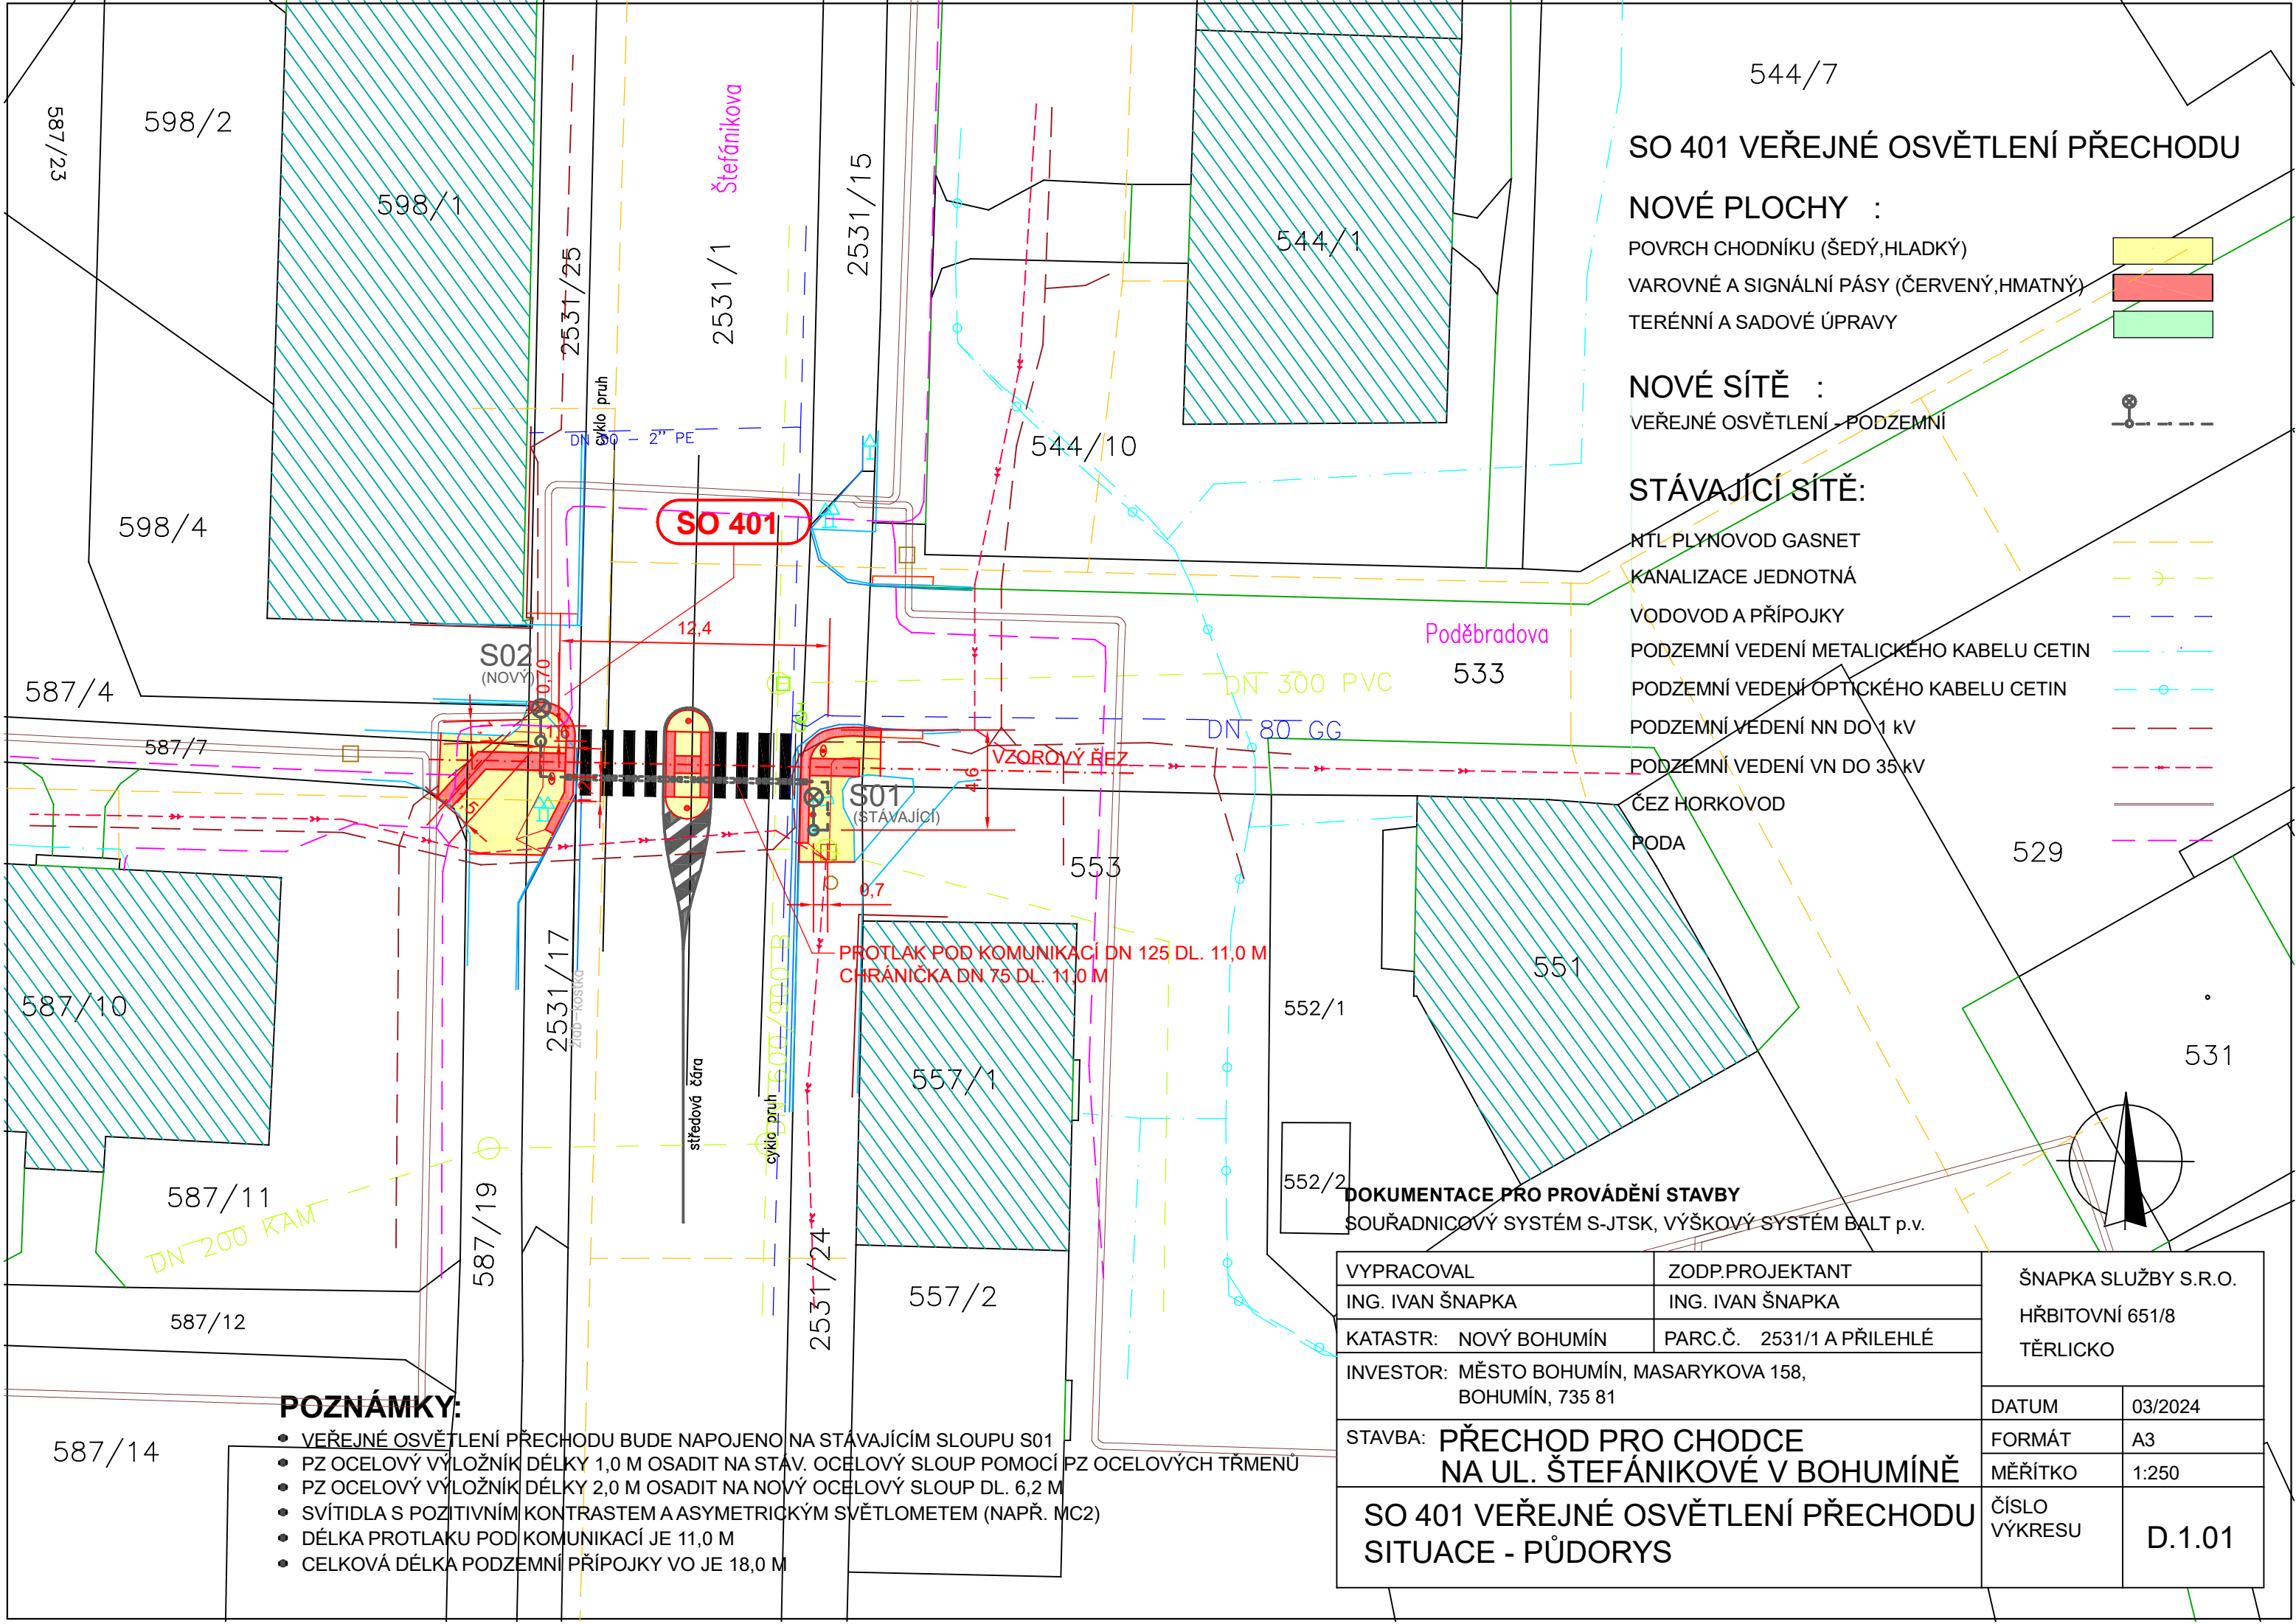 587/23
598/2
598/1
598/4
2531/25
Štefánikova
2531/1
2531/15
cyklo pruh
544/7
544/1
544/10
SO 401 VEŘEJNÉ OSVĚTLENÍ PŘECHODU
NOVÉ PLOCHY :
POVRCH CHODNÍKU (ŠEDÝ,HLADKÝ)
VAROVNÉ A SIGNÁLNÍ PÁSY (ČERVENÝ,HMATNÝ)
TERÉNNÍ A SADOVÉ ÚPRAVY
NOVÉ SÍTĚ :
VEŘEJNÉ OSVĚTLENÍ - PODZEMNÍ
STÁVAJÍCÍ SÍTĚ:
NTL PLYNOVOD GASNET
KANALIZACE JEDNOTNÁ
VODOVOD A PŘÍPOJKY
PODZEMNÍ VEDENÍ METALICKÉHO KABELU CETIN
PODZEMNÍ VEDENÍ OPTICKÉHO KABELU CETIN
PODZEMNÍ VEDENÍ NN DO 1 kV
PODZEMNÍ VEDENÍ VN DO 35 kV
ČEZ HORKOVOD
PODA
SO 401
12,4
S02
(NOVÝ)
0,70
1,6
587/4
587/7
Poděbradova
533
DN 300 PVC
DN 80 GG
VZOROVÝ ŘEZ
4,6
S01
(STÁVAJÍCÍ)
0,7
553
529
PROTLAK POD KOMUNIKACÍ DN 125 DL. 11,0 M
CHRÁNIČKA DN 75 DL. 11,0 M
587/10
2531/17
žlab-kostka
středová čára
cyklo pruh
557/1
551
552/1
552/2
531
587/11
DN 200 KAM
587/19
587/12
587/14
2531/24
557/2
POZNÁMKY:
VEŘEJNÉ OSVĚTLENÍ PŘECHODU BUDE NAPOJENO NA STÁVAJÍCÍM SLOUPU S01
PZ OCELOVÝ VÝLOŽNÍK DÉLKY 1,0 M OSADIT NA STÁV. OCELOVÝ SLOUP POMOCÍ PZ OCELOVÝCH TŘMENŮ
PZ OCELOVÝ VÝLOŽNÍK DÉLKY 2,0 M OSADIT NA NOVÝ OCELOVÝ SLOUP DL. 6,2 M
SVÍTIDLA S POZITIVNÍM KONTRASTEM A ASYMETRICKÝM SVĚTLOMETEM (NAPŘ. MC2)
DÉLKA PROTLAKU POD KOMUNIKACÍ JE 11,0 M
CELKOVÁ DÉLKA PODZEMNÍ PŘÍPOJKY VO JE 18,0 M
DOKUMENTACE PRO PROVÁDĚNÍ STAVBY
SOUŘADNICOVÝ SYSTÉM S-JTSK, VÝŠKOVÝ SYSTÉM BALT p.v.
VYPRACOVAL ZODP.PROJEKTANT
ING. IVAN ŠNAPKA ING. IVAN ŠNAPKA
KATASTR: NOVÝ BOHUMÍN PARC.Č. 2531/1 A PŘILEHLÉ
INVESTOR: MĚSTO BOHUMÍN, MASARYKOVA 158,
BOHUMÍN, 735 81
STAVBA: PŘECHOD PRO CHODCE
NA UL. ŠTEFÁNIKOVÉ V BOHUMÍNĚ
SO 401 VEŘEJNÉ OSVĚTLENÍ PŘECHODU
SITUACE - PŮDORYS
ŠNAPKA SLUŽBY S.R.O.
HŘBITOVNÍ 651/8
TĚRLICKO
DATUM 03/2024
FORMÁT A3
MĚŘÍTKO 1:250
ČÍSLO
VÝKRESU
D.1.01